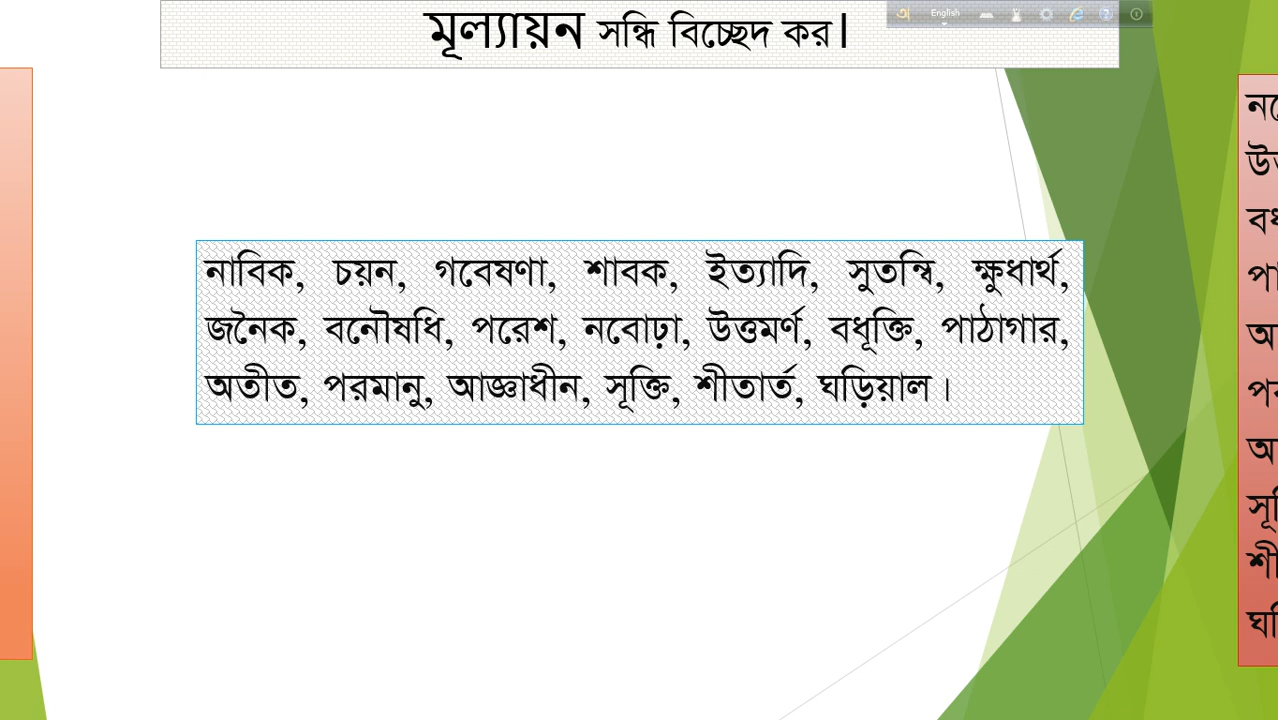 মূল্যায়ন সন্ধি বিচ্ছেদ কর।
English
নাবিক, চয়ন, গবেষণা, শাবক, ইত্যাদি, সুতন্বি, ক্ষুধার্থ,
জনৈক, বনৌষধি, পরেশ, নবোঢ়া, উত্তমর্ণ, বধূক্তি, পাঠাগার,
অতীত, পরমানু, আজ্ঞাধীন, সূক্তি, শীতার্ত, ঘড়িয়াল।